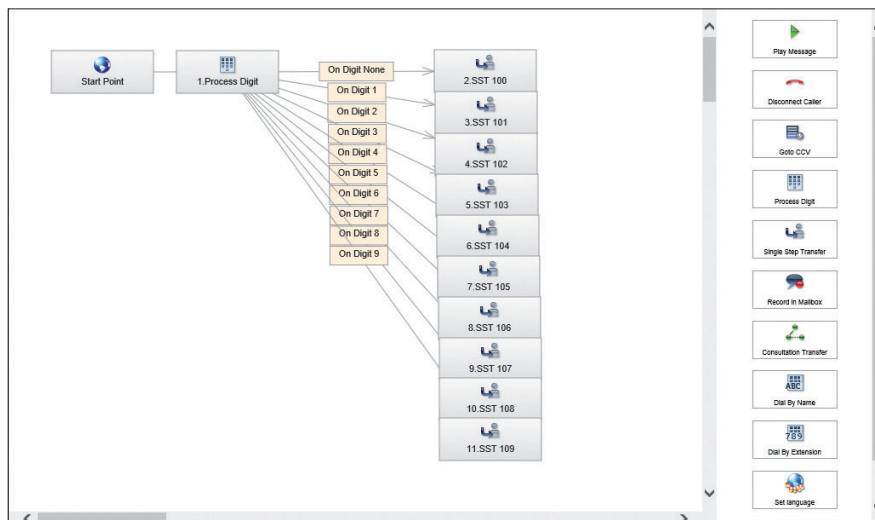 Start Point
1.Process Digit
On Digit None
On Digit 1
On Digit 2
On Digit 3
On Digit 4
On Digit 5
On Digit 6
On Digit 7
On Digit 8
On Digit 9
2.SST 100
3.SST 101
4.SST 102
5.SST 103
6.SST 104
7.SST 105
8.SST 106
9.SST 107
10.SST 108
11.SST 109
Play Message
Disconnect Caller
Goto CCV
Process Digit
Single Step Transfer
Record in Mailbox
Consultation Transfer
ABC
Dial By Name
789
Dial By Extension
Set language